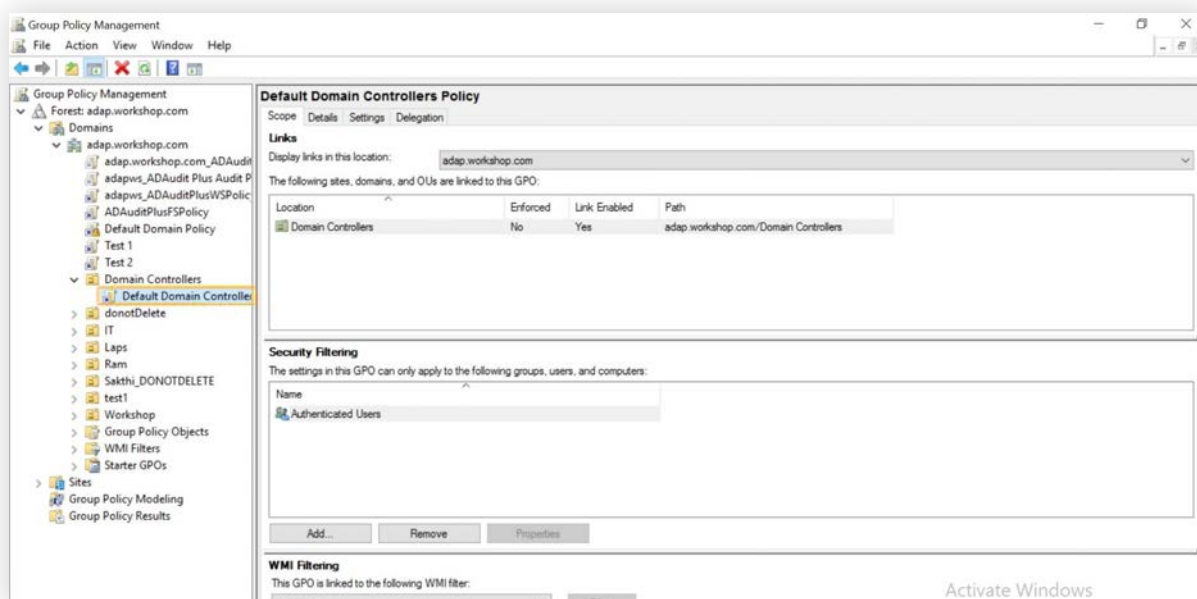 Group Policy Management
File Action View Window Help
Group Policy Management
Forest: adap.workshop.com
Domains
adap.workshop.com
adap.workshop.com_ADAudit
adapws_ADAudit Plus Audit P
adapws_ADAuditPlusWSPolic
ADAuditPlusFSPolicy
Default Domain Policy
Test 1
Test 2
Domain Controllers
Default Domain Controller
donotDelete
IT
Laps
Ram
Sakthi_DONOTDELETE
test1
Workshop
Group Policy Objects
WMI Filters
Starter GPOs
Sites
Group Policy Modeling
Group Policy Results
Default Domain Controllers Policy
Scope Details Settings Delegation
Links
Display links in this location: adap.workshop.com
The following sites, domains, and OUs are linked to this GPO:
Location Enforced Link Enabled Path
Domain Controllers No Yes adap.workshop.com/Domain Controllers
Security Filtering
The settings in this GPO can only apply to the following groups, users, and computers:
Name
Authenticated Users
Add... Remove Properties
WMI Filtering
This GPO is linked to the following WMI filter:
Activate Windows